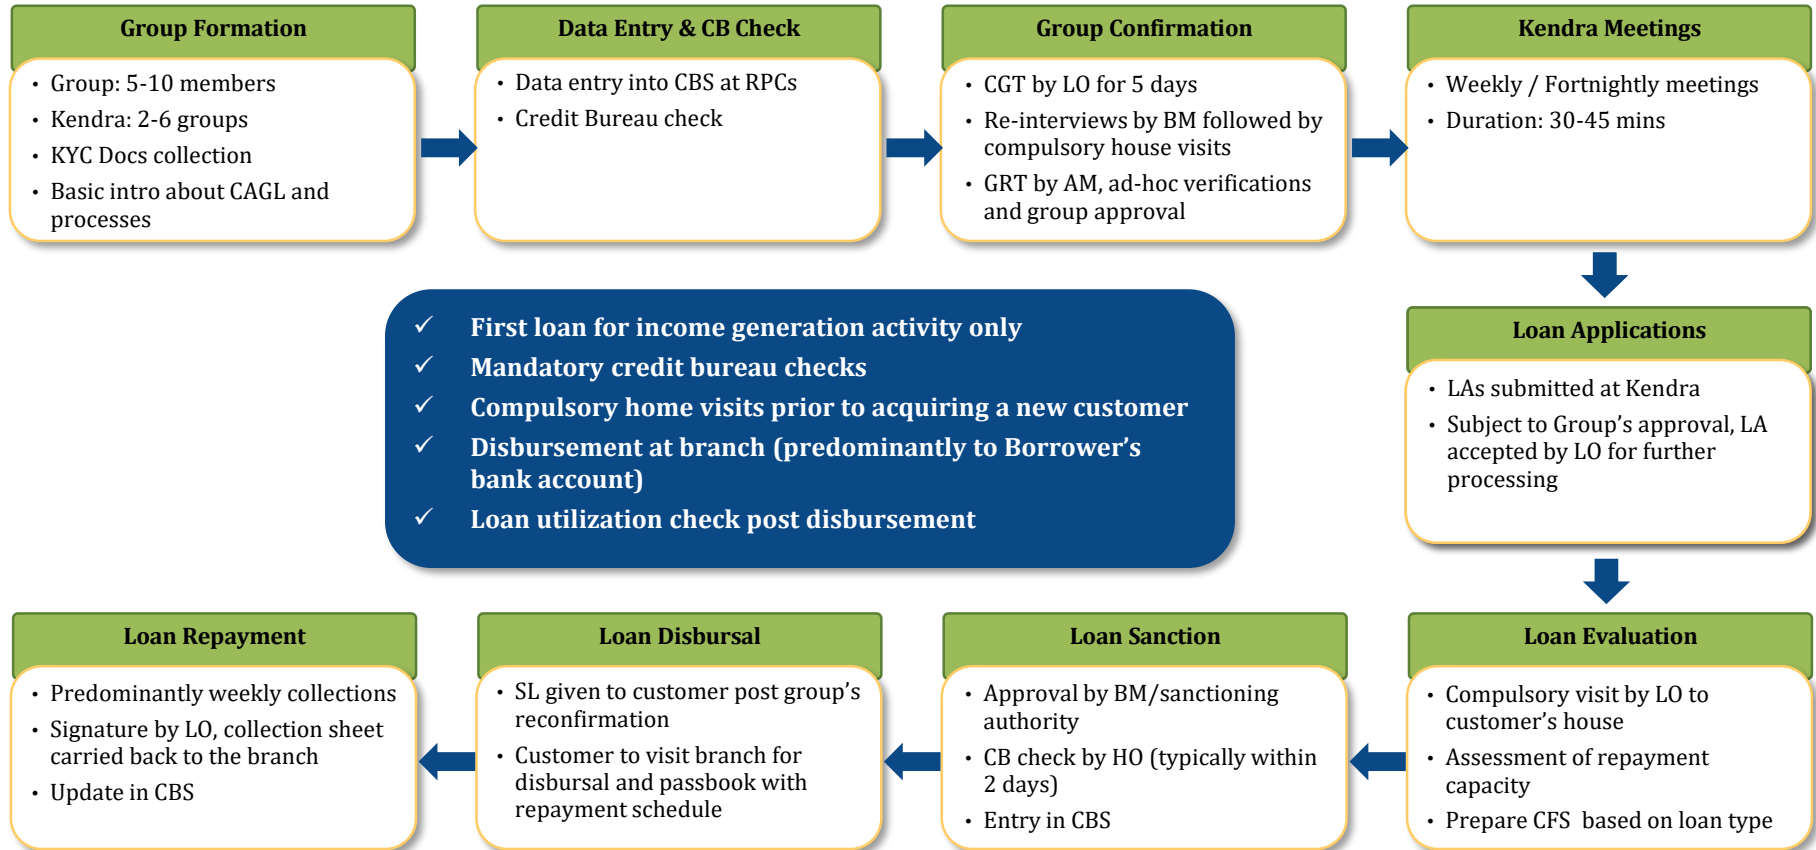 Group Formation
• Group: 5-10 members
• Kendra: 2-6 groups
• KYC Docs collection
• Basic intro about CAGL and
processes
Data Entry & CB Check
• Data entry into CBS at RPCs
• Credit Bureau check
Group Confirmation
• CGT by LO for 5 days
• Re-interviews by BM followed by
compulsory house visits
• GRT by AM, ad-hoc verifications
and group approval
Kendra Meetings
• Weekly / Fortnightly meetings
• Duration: 30-45 mins
✓ First loan for income generation activity only
✓ Mandatory credit bureau checks
✓ Compulsory home visits prior to acquiring a new customer
✓ Disbursement at branch (predominantly to Borrower’s
bank account)
✓ Loan utilization check post disbursement
Loan Applications
• LAs submitted at Kendra
• Subject to Group’s approval, LA
accepted by LO for further
processing
Loan Repayment
• Predominantly weekly collections
• Signature by LO, collection sheet
carried back to the branch
• Update in CBS
Loan Disbursal
• SL given to customer post group’s
reconfirmation
• Customer to visit branch for
disbursal and passbook with
repayment schedule
Loan Sanction
• Approval by BM/sanctioning
authority
• CB check by HO (typically within
2 days)
• Entry in CBS
Loan Evaluation
• Compulsory visit by LO to
customer’s house
• Assessment of repayment
capacity
• Prepare CFS based on loan type